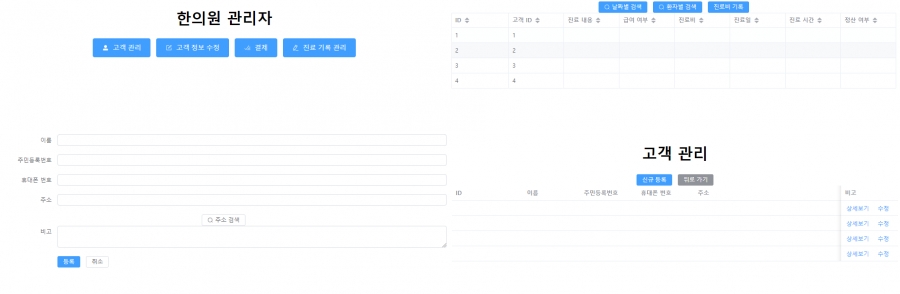 한의원 관리자
고객 관리
고객 정보 수정
결제
진료 기록 관리
날짜별 검색
환자별 검색
진료비 기록
ID 고객 ID 진료 내용 급여 여부 진료비 진료일 진료 시간 정산 여부
1 1
2 2
3 3
4 4
이름
주민등록번호
휴대폰 번호
주소
주소 검색
비고
등록 취소
고객 관리
신규 등록 뒤로 가기
ID 이름 주민등록번호 휴대폰 번호 주소 비고
상세보기 수정
상세보기 수정
상세보기 수정
상세보기 수정